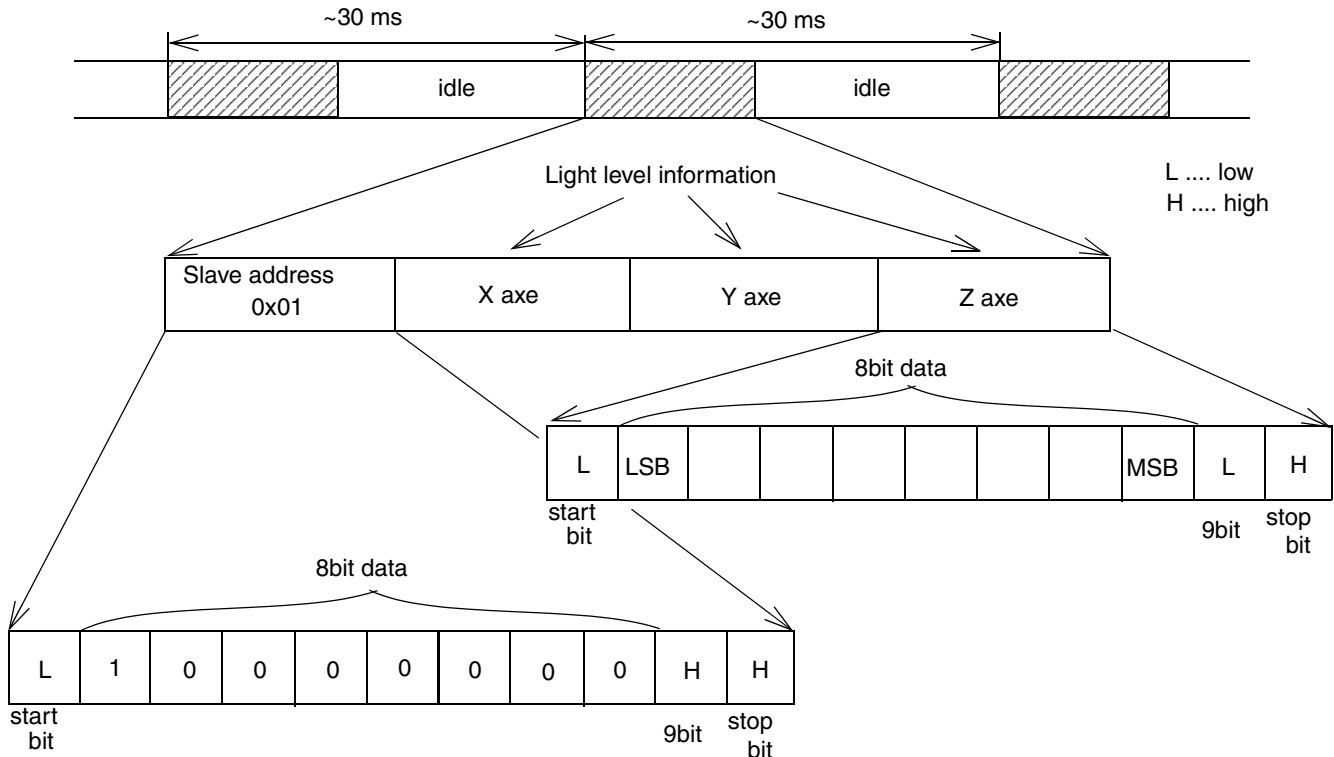 ~30 ms
~30 ms
idle
idle
Light level information
L .... low
H .... high
Slave address
0x01
X axe
Y axe
Z axe
8bit data
L LSB MSB L H
start
bit
9bit
stop
bit
8bit data
L 1 0 0 0 0 0 0 0 H H
start
bit
9bit
stop
bit